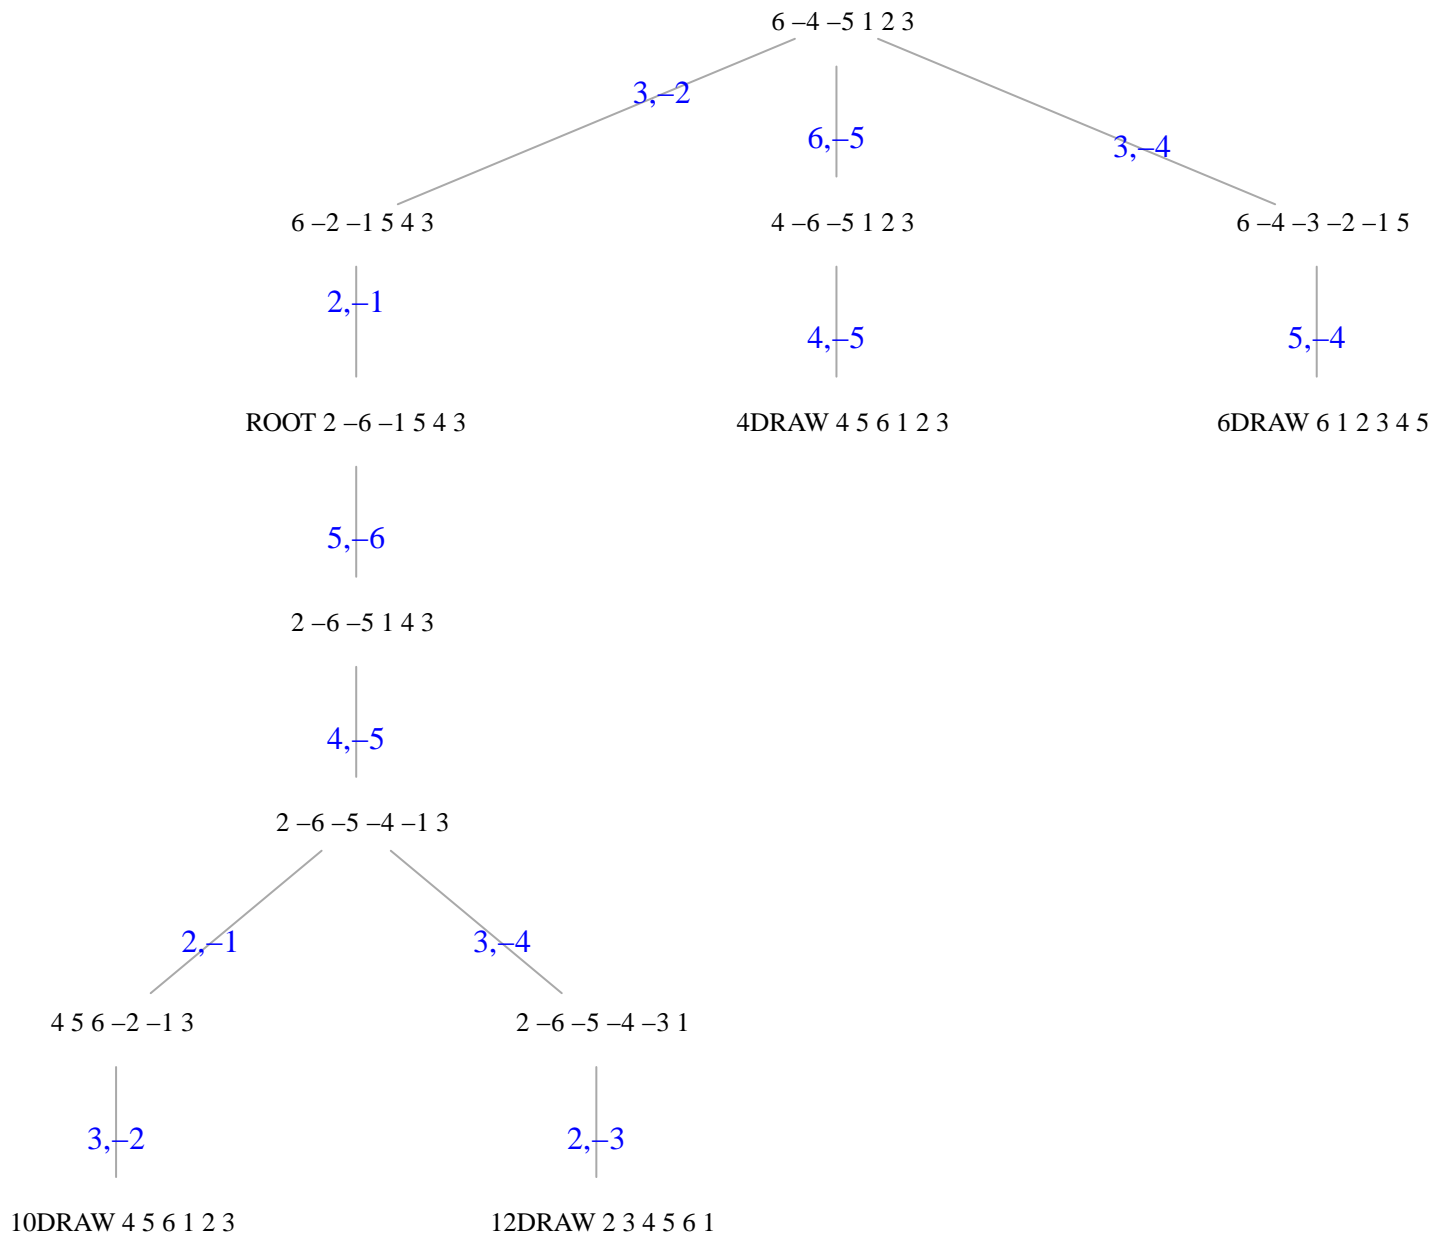 6 –4 –5 1 2 3
3,–2
6,–5
3,–4
6 –2 –1 5 4 3
4 –6 –5 1 2 3
6 –4 –3 –2 –1 5
2,–1
4,–5
5,–4
ROOT 2 –6 –1 5 4 3
4DRAW 4 5 6 1 2 3
6DRAW 6 1 2 3 4 5
5,–6
2 –6 –5 1 4 3
4,–5
2 –6 –5 –4 –1 3
2,–1
3,–4
4 5 6 –2 –1 3
2 –6 –5 –4 –3 1
3,–2
2,–3
10DRAW 4 5 6 1 2 3
12DRAW 2 3 4 5 6 1